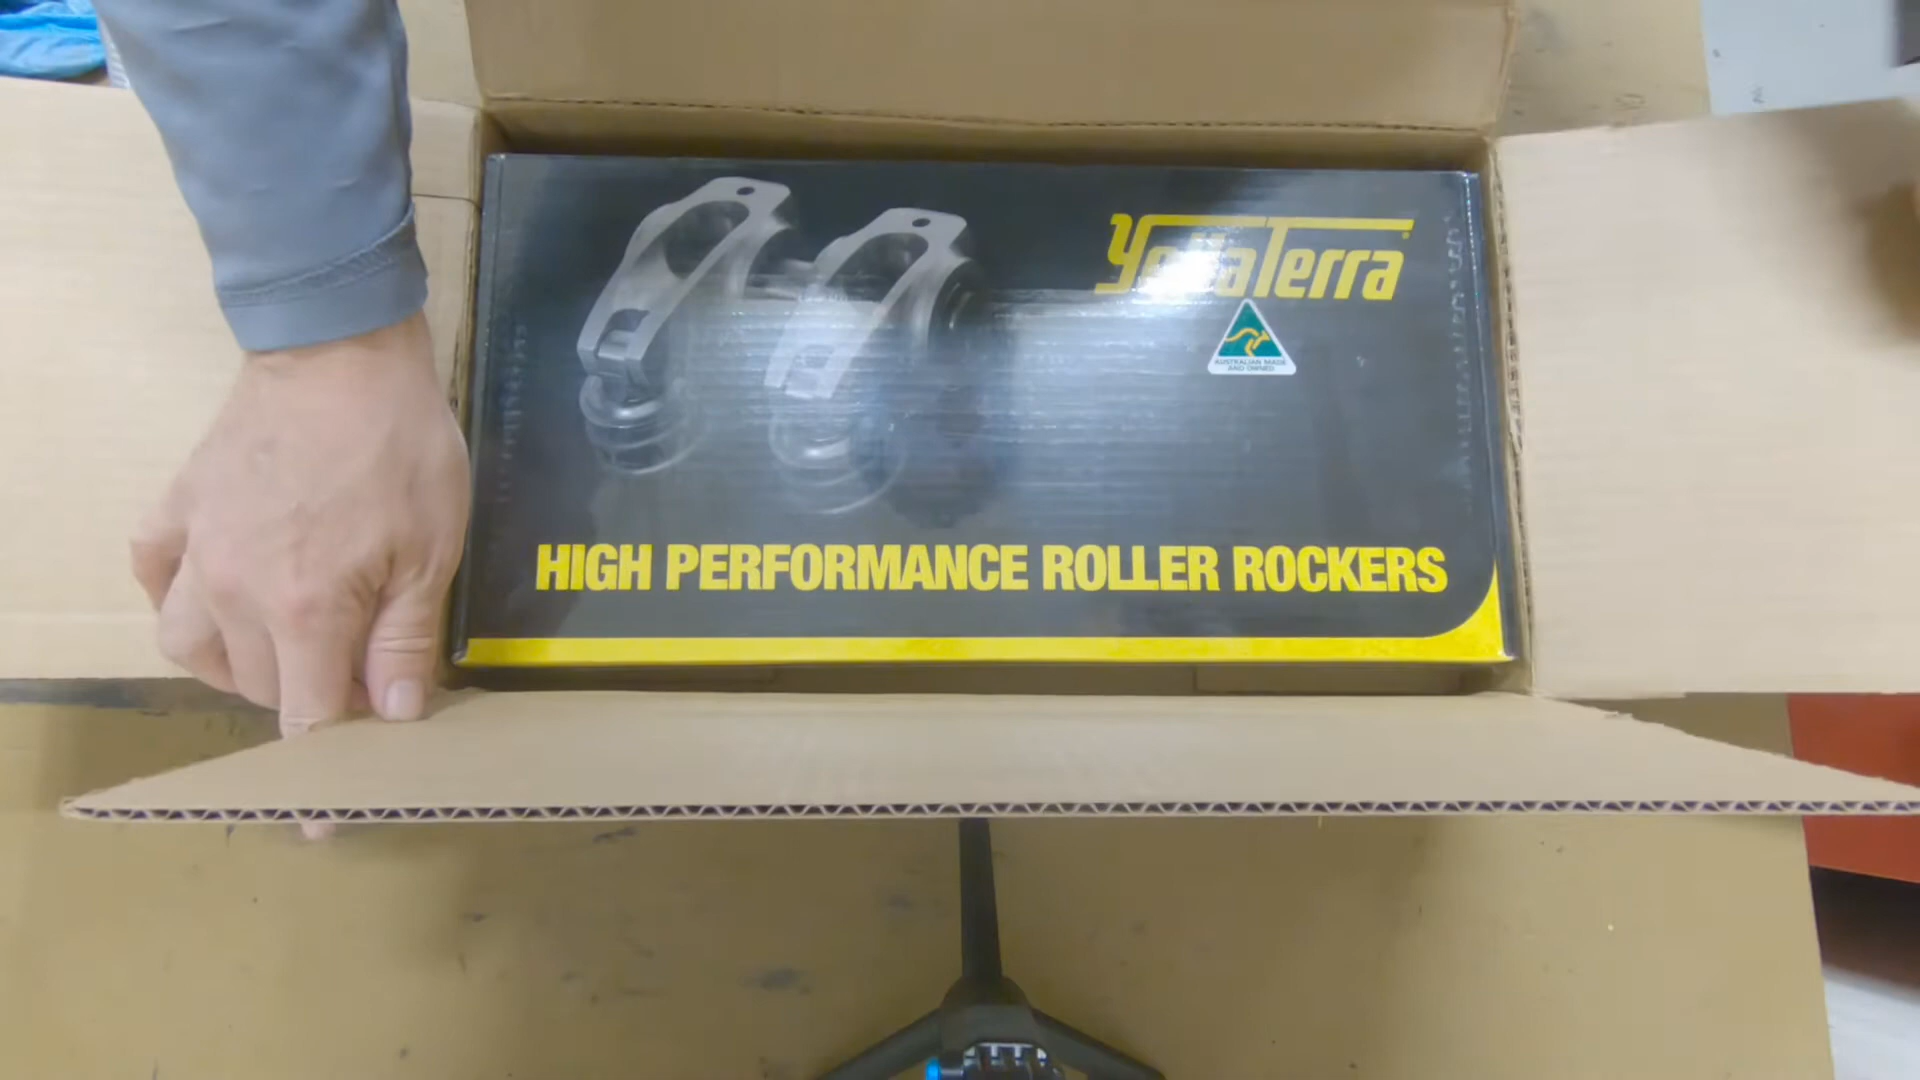 YellaTerra
AUSTRALIAN MADE
AND OWNED
HIGH PERFORMANCE ROLLER ROCKERS